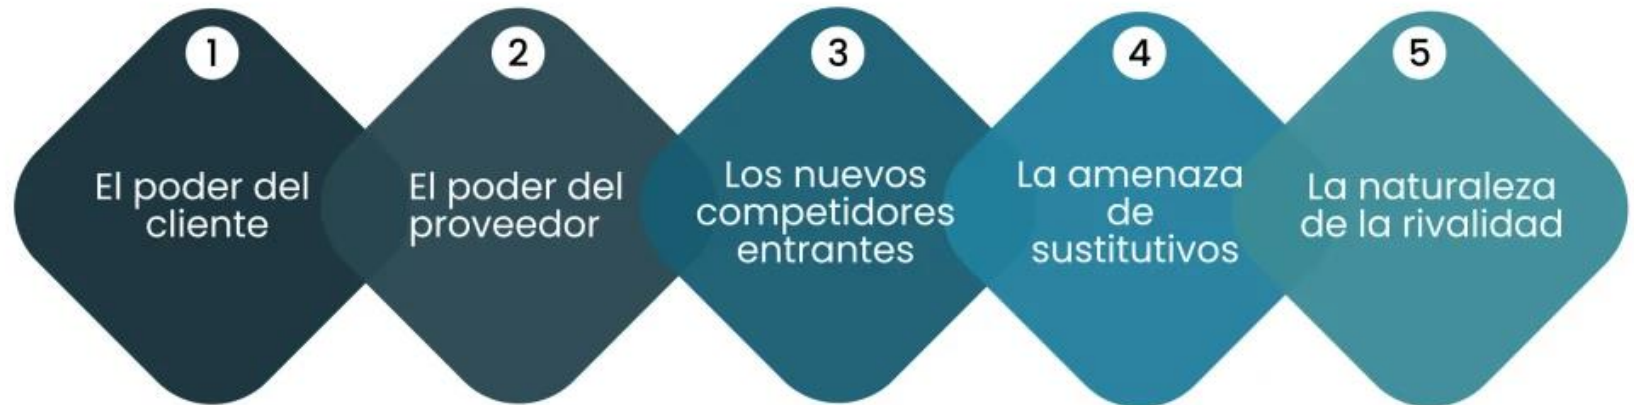 1
El poder del
cliente
2
El poder del
proveedor
3
Los nuevos
competidores
entrantes
4
La amenaza
de
sustitutivos
5
La naturaleza
de la rivalidad